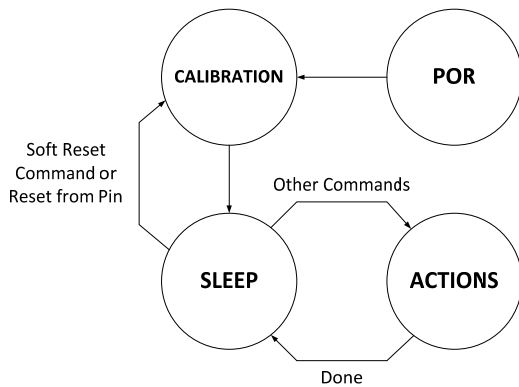 CALIBRATION
POR
Soft Reset
Command or
Reset from Pin
Other Commands
SLEEP
ACTIONS
Done